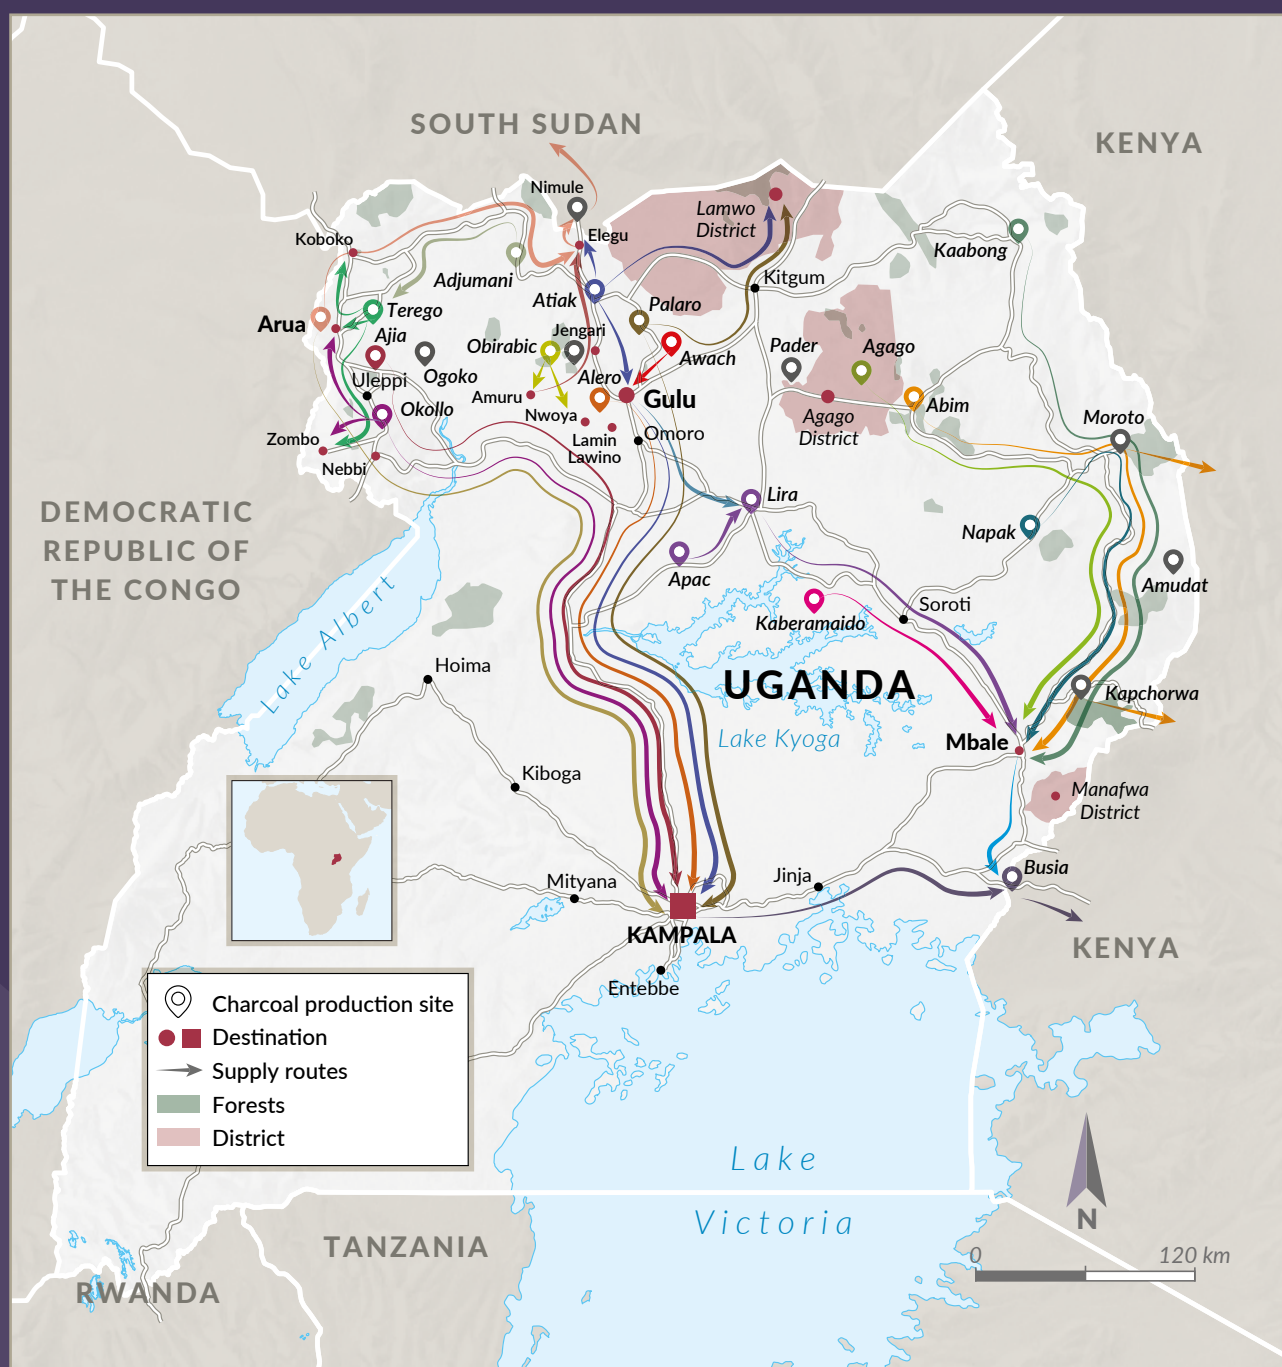 SOUTH SUDAN
KENYA
Nimule
Lamwo
District
Elegu
Koboko
Kaabong
Adjumani
Kitgum
Atiak
Palaro
Terego
Arua
Ajia
Jengari
Obirabic
Awach
Pader
Agago
Ogoko
Uleppi
Alero
Amuru
Gulu
Abim
Okollo
Nwoya
Agago
District
Moroto
Zombo
Lamin
Lawino
Omoro
Nebbi
Lira
DEMOCRATIC
REPUBLIC OF
THE CONGO
Napak
Apac
Amudat
Lake Albert
Kaberamaido
Soroti
Hoima
UGANDA
Kapchorwa
Lake Kyoga
Mbale
Kiboga
Manafwa
District
Mityana
Jinja
Busia
KAMPALA
KENYA
Entebbe
Charcoal production site
Destination
Supply routes
Forests
District
Lake
Victoria
N
TANZANIA
0
120 km
RWANDA